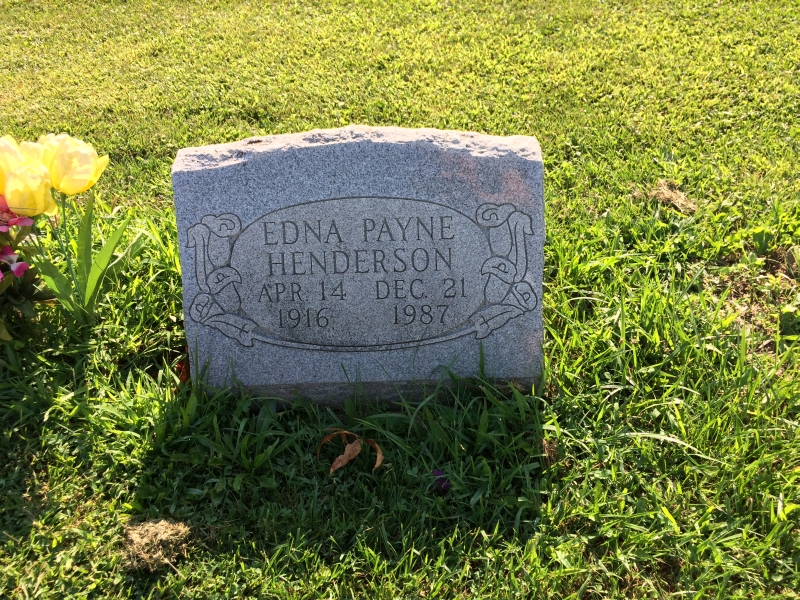 EDNA PAYNE
HENDERSON
APR. 14 DEC. 21
1916 1987